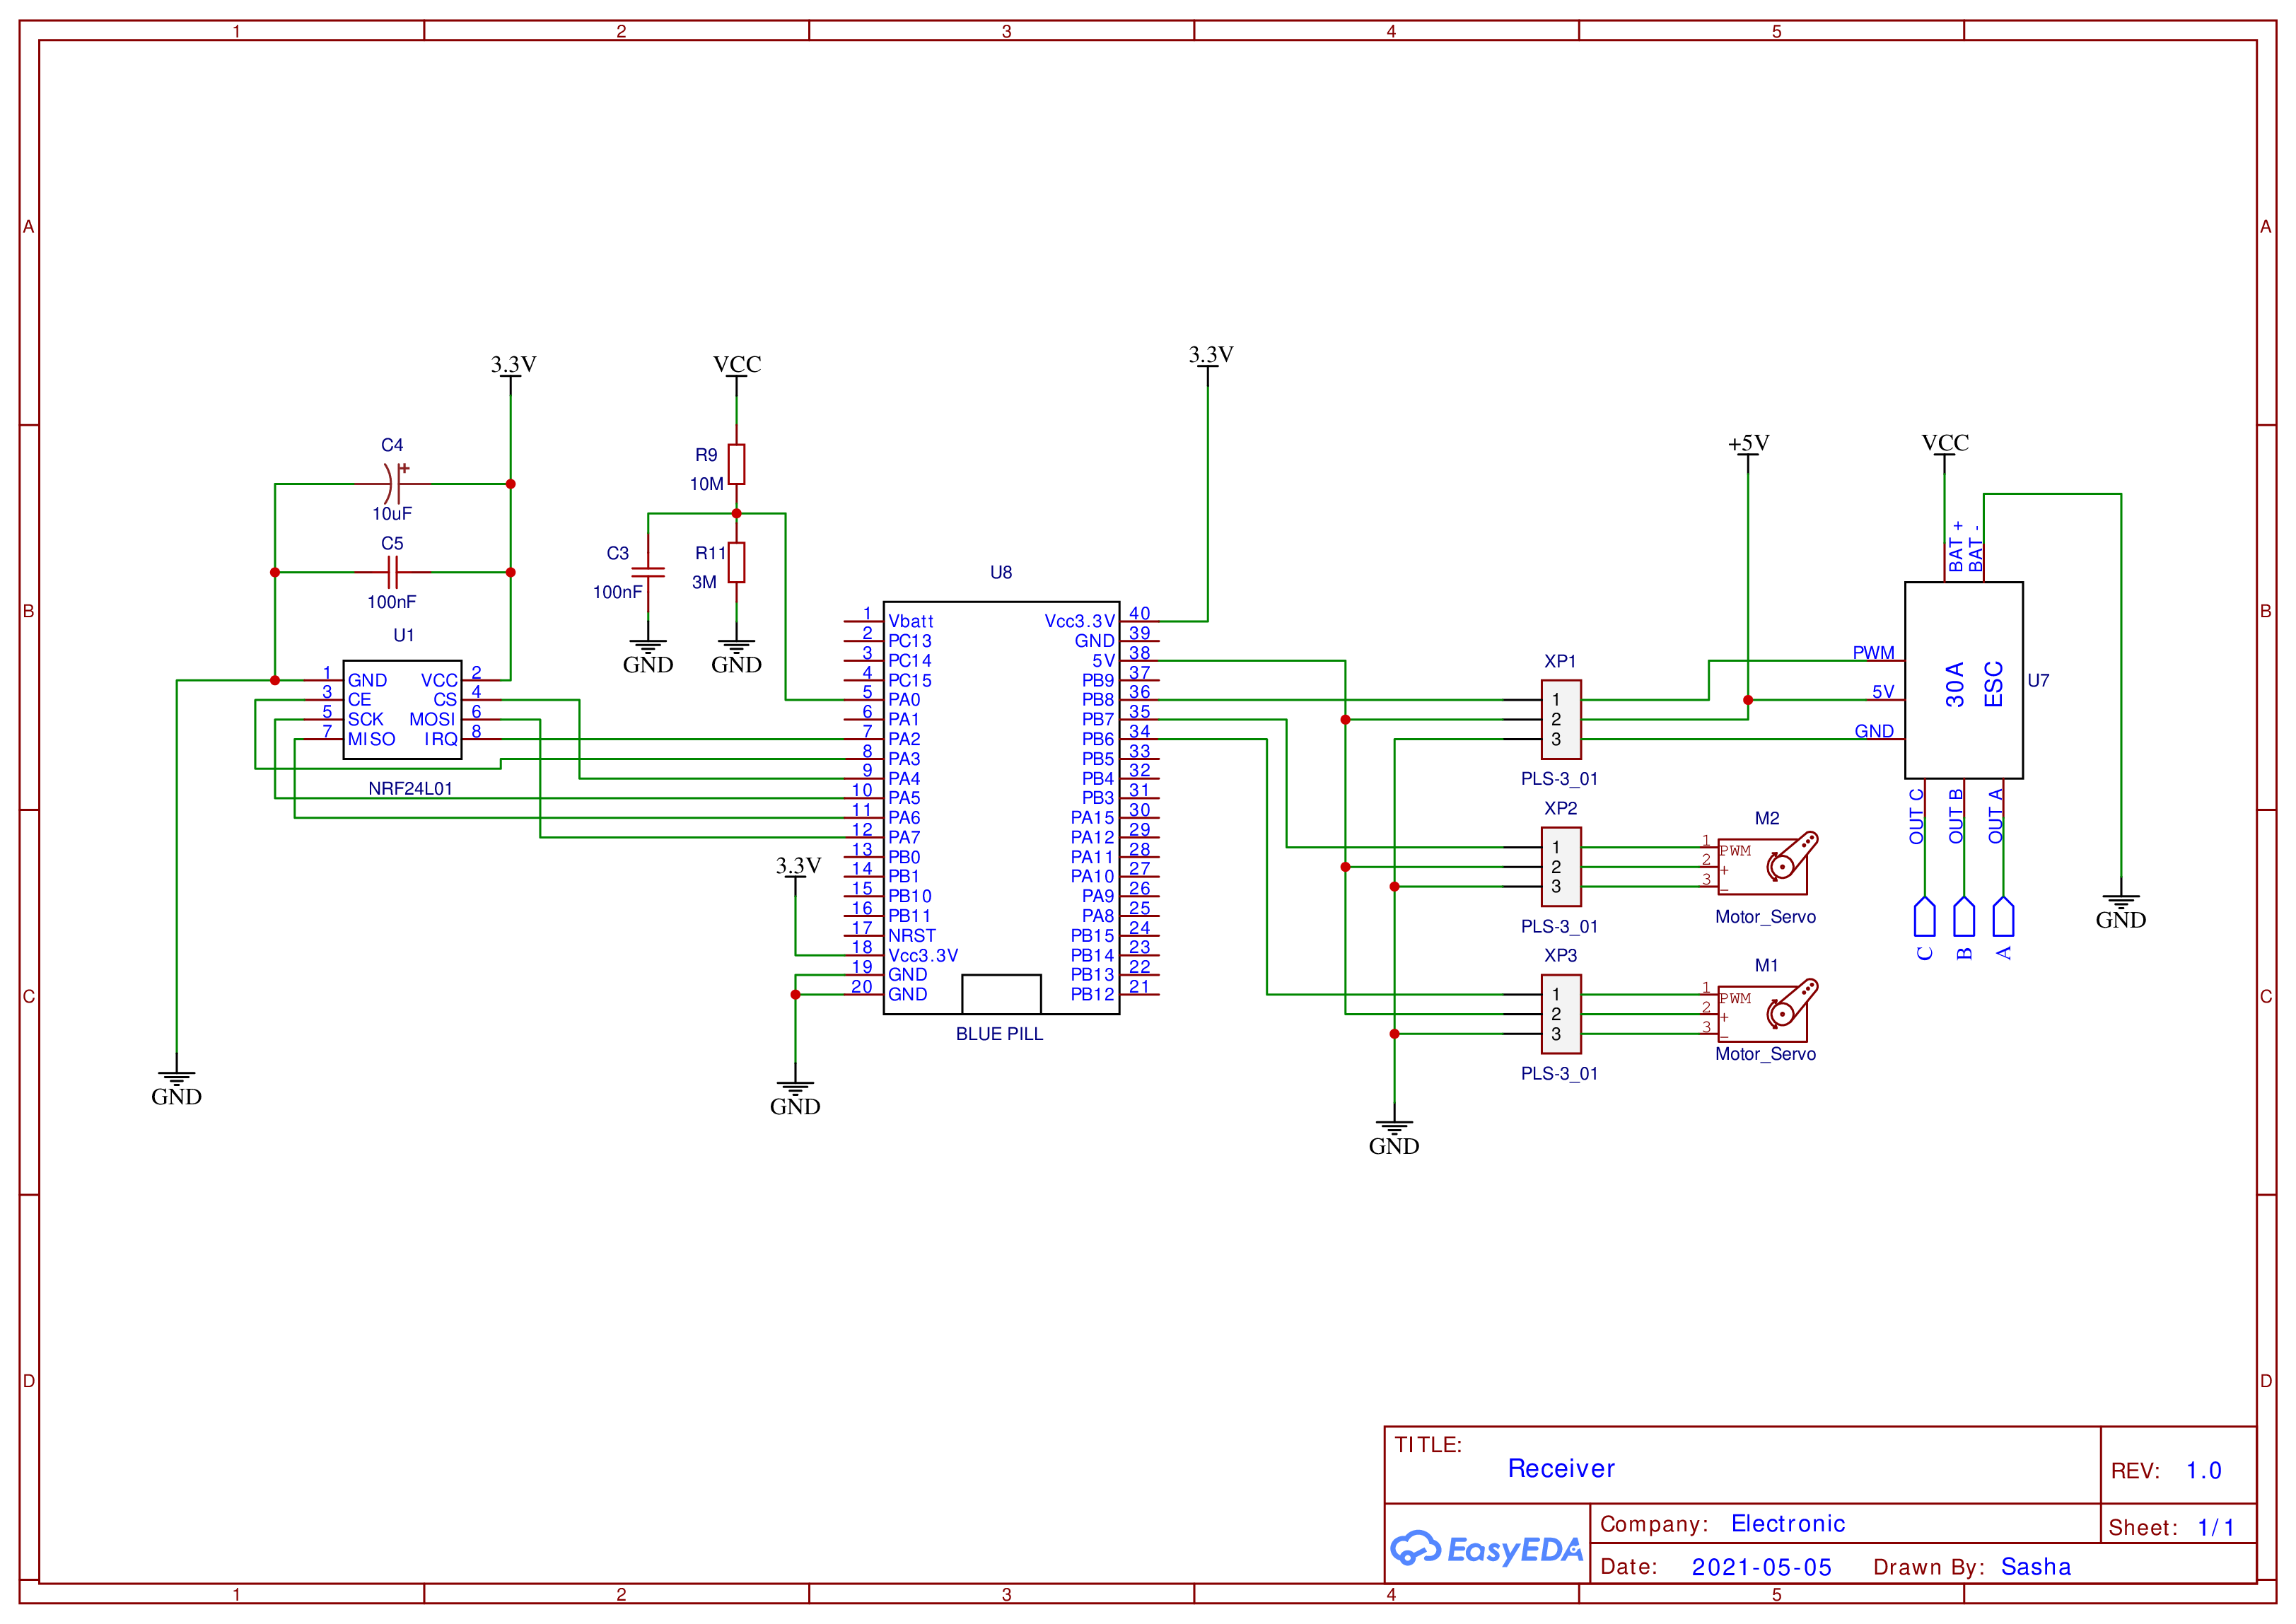 1 2 3 4 5
A A
3.3V VCC 3.3V
C4
10uF
C5
100nF
R9
10M
C3
100nF
R11
3M
GND GND
+5V VCC
BAT +
BAT -
B B
U1
1 GND VCC 2
3 CE CS 4
5 SCK MOSI 6
7 MISO IRQ 8
NRF24L01
GND
U8
1 Vbatt Vcc3.3V 40
2 PC13 GND 39
3 PC14 5V 38
4 PC15 PB9 37
5 PA0 PB8 36
6 PA1 PB7 35
7 PA2 PB6 34
8 PA3 PB5 33
9 PA4 PB4 32
10 PA5 PB3 31
11 PA6 PA15 30
12 PA7 PA12 29
13 PB0 PA11 28
14 PB1 PA10 27
15 PB10 PA9 26
16 PB11 PA8 25
17 NRST PB15 24
18 Vcc3.3V PB14 23
19 GND PB13 22
20 GND PB12 21
BLUE PILL
3.3V
GND
XP1
1
2
3
PLS-3_01
XP2
1
2
3
PLS-3_01
XP3
1
2
3
PLS-3_01
GND
M2
1 PWM
2 +
3 -
Motor_Servo
M1
1 PWM
2 +
3 -
Motor_Servo
PWM
5V
GND
30A
ESC
U7
OUT C
OUT B
OUT A
C
B
A
GND
C C
D D
TITLE:
Receiver
REV: 1.0
EasyEDA
Company: Electronic
Sheet: 1/1
Date: 2021-05-05 Drawn By: Sasha
1 2 3 4 5